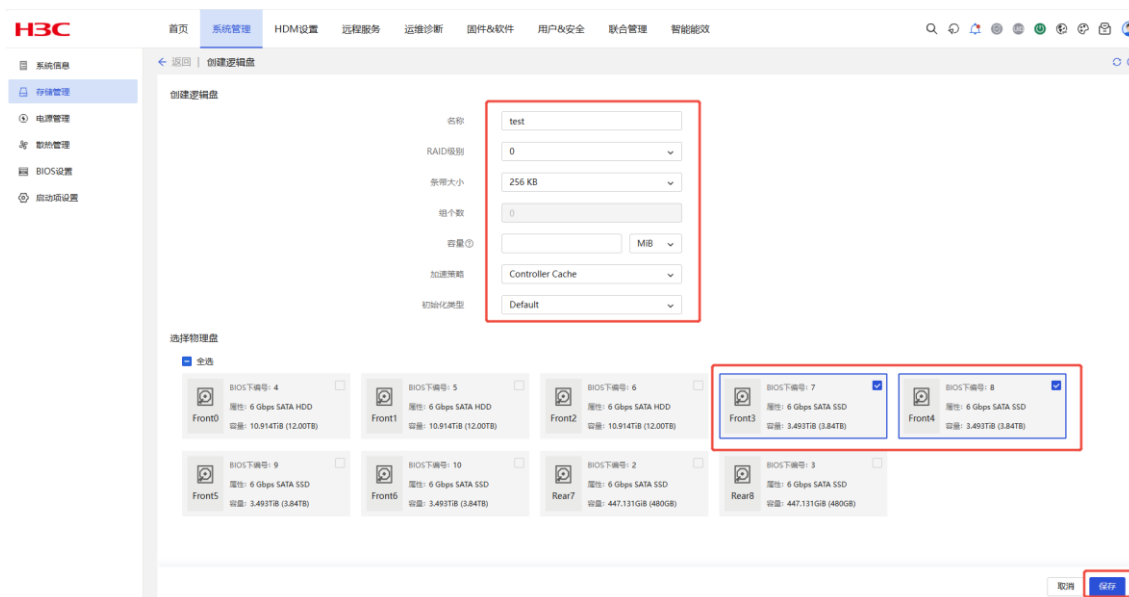 H3C
首页 系统管理 HDM设置 远程服务 运维诊断 固件&软件 用户&安全 联合管理 智能能效
系统信息
存储管理
电源管理
散热管理
BIOS设置
启动项设置
返回 | 创建逻辑盘
创建逻辑盘
名称 test
RAID级别 0
条带大小 256 KB
组个数 0
容量 MiB
加速策略 Controller Cache
初始化类型 Default
选择物理盘
全选
Front0
BIOS下编号: 4
属性: 6 Gbps SATA HDD
容量: 10.914TiB (12.00TB)
Front1
BIOS下编号: 5
属性: 6 Gbps SATA HDD
容量: 10.914TiB (12.00TB)
Front2
BIOS下编号: 6
属性: 6 Gbps SATA HDD
容量: 10.914TiB (12.00TB)
Front3
BIOS下编号: 7
属性: 6 Gbps SATA SSD
容量: 3.493TiB (3.84TB)
Front4
BIOS下编号: 8
属性: 6 Gbps SATA SSD
容量: 3.493TiB (3.84TB)
Front5
BIOS下编号: 9
属性: 6 Gbps SATA SSD
容量: 3.493TiB (3.84TB)
Front6
BIOS下编号: 10
属性: 6 Gbps SATA SSD
容量: 3.493TiB (3.84TB)
Rear7
BIOS下编号: 2
属性: 6 Gbps SATA SSD
容量: 447.131GiB (480GB)
Rear8
BIOS下编号: 3
属性: 6 Gbps SATA SSD
容量: 447.131GiB (480GB)
取消 保存